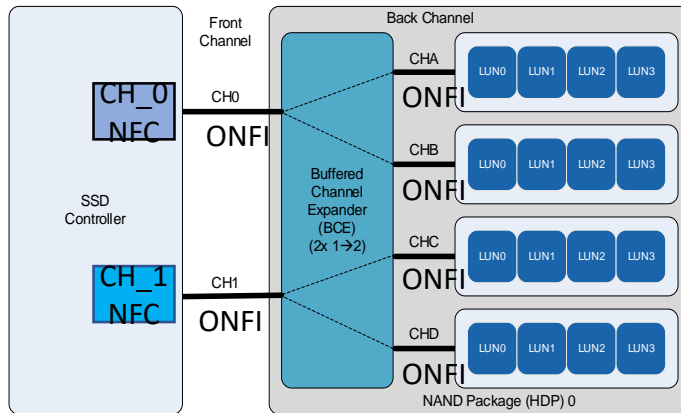 Front
Channel
Back Channel
SSD
Controller
CH_0
NFC
CH_1
NFC
CH0
ONFI
CH1
ONFI
Buffered
Channel
Expander
(BCE)
(2x 1→2)
CHA
ONFI
LUN0 LUN1 LUN2 LUN3
CHB
ONFI
LUN0 LUN1 LUN2 LUN3
CHC
ONFI
LUN0 LUN1 LUN2 LUN3
CHD
ONFI
LUN0 LUN1 LUN2 LUN3
NAND Package (HDP) 0